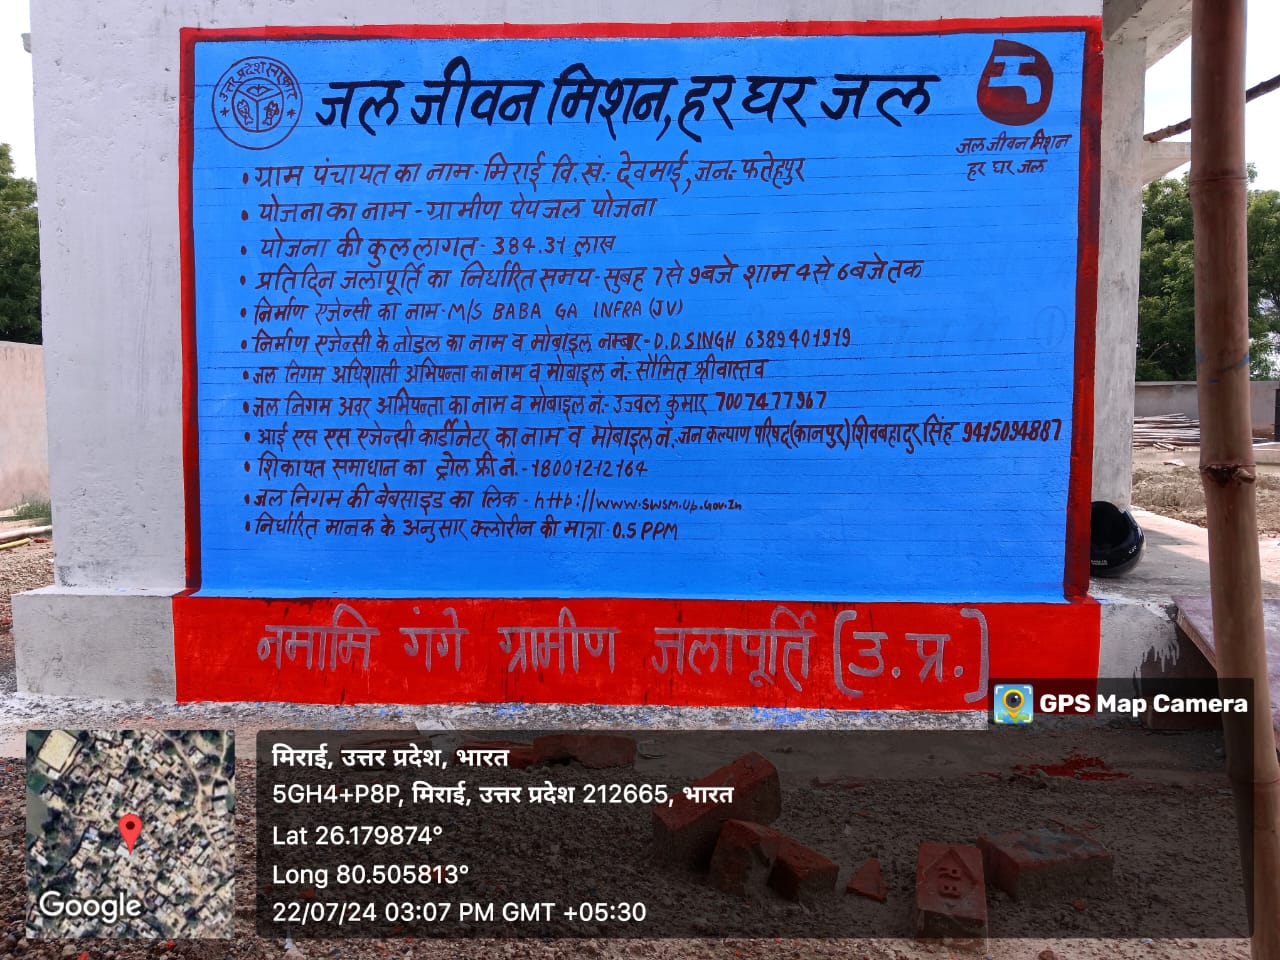 उत्तर प्रदेश सरकार
जल जीवन मिशन, हर घर जल
जल जीवन मिशन
हर घर जल
• ग्राम पंचायत का नाम - मिराई वि.खं.- देवमाई, जन.- फतेहपुर
• योजना का नाम - ग्रामीण पेयजल योजना
• योजना की कुल लागत - 384.31 लाख
• प्रतिदिन जलापूर्ति का निर्धारित समय - सुबह 7 से 9 बजे शाम 4 से 6 बजे तक
• निर्माण एजेन्सी का नाम - M/S BABA GA INFRA (JV)
• निर्माण एजेन्सी के नोडल का नाम व मोबाइल नम्बर - D.D.SINGH 6389401919
• जल निगम अधिशासी अभियन्ता का नाम व मोबाइल नं.- सौमित श्रीवास्तव
• जल निगम अवर अभियन्ता का नाम व मोबाइल नं.- उज्वल कुमार 7007477967
• आई एस एस एजेन्सी कार्डीनेटर का नाम व मोबाइल नं. जन कल्याण परिषद (कानपुर) शिवबहादुर सिंह 9415094887
• शिकायत समाधान का ट्रोल फ्री नं.- 18001212164
• जल निगम की बेबसाइड का लिंक - http://www.swsm.up.Gov.In
• निर्धारित मानक के अनुसार क्लोरीन की मात्रा - 0.5 PPM
नमामि गंगे ग्रामीण जलापूर्ति (उ.प्र.)
GPS Map Camera
मिराई, उत्तर प्रदेश, भारत
5GH4+P8P, मिराई, उत्तर प्रदेश 212665, भारत
Lat 26.179874°
Long 80.505813°
22/07/24 03:07 PM GMT +05:30
Google